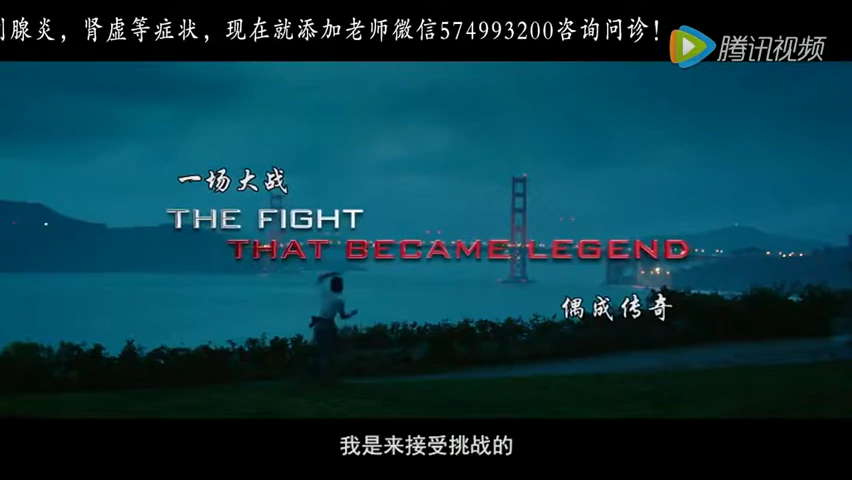 腺炎，肾虚等症状，现在就添加老师微信574993200咨询问诊！
腾讯视频
一场大战
THE FIGHT
THAT BECAME LEGEND
偶成传奇
我是来接受挑战的